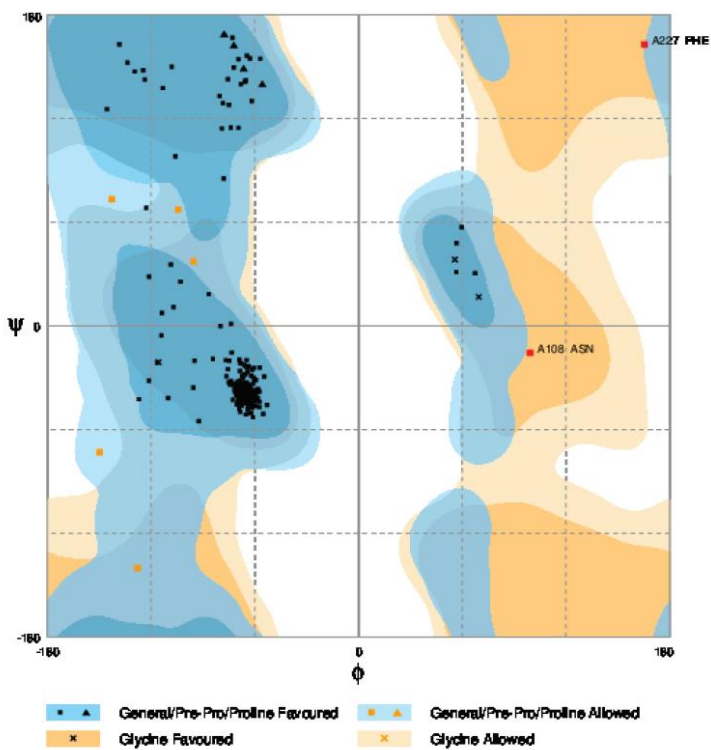 180
A227 PHE
Ψ
0
A108 ASN
-180
-180
0
180
Φ
General/Pre-Pro/Proline Favoured
General/Pre-Pro/Proline Allowed
Glycine Favoured
Glycine Allowed